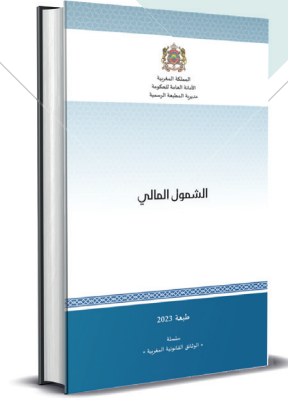 المملكة المغربية
الأمانة العامة للحكومة
مديرية المطبعة الرسمية
الشمول المالي
طبعة 2023
سلسلة
« الوثائق القانونية المغربية »